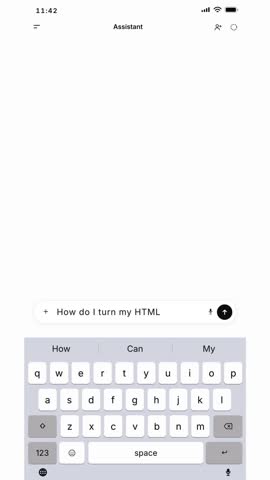 11:42
Assistant
How do I turn my HTML
How Can My
q w e r t y u i o p
a s d f g h j k l
z x c v b n m
123 space